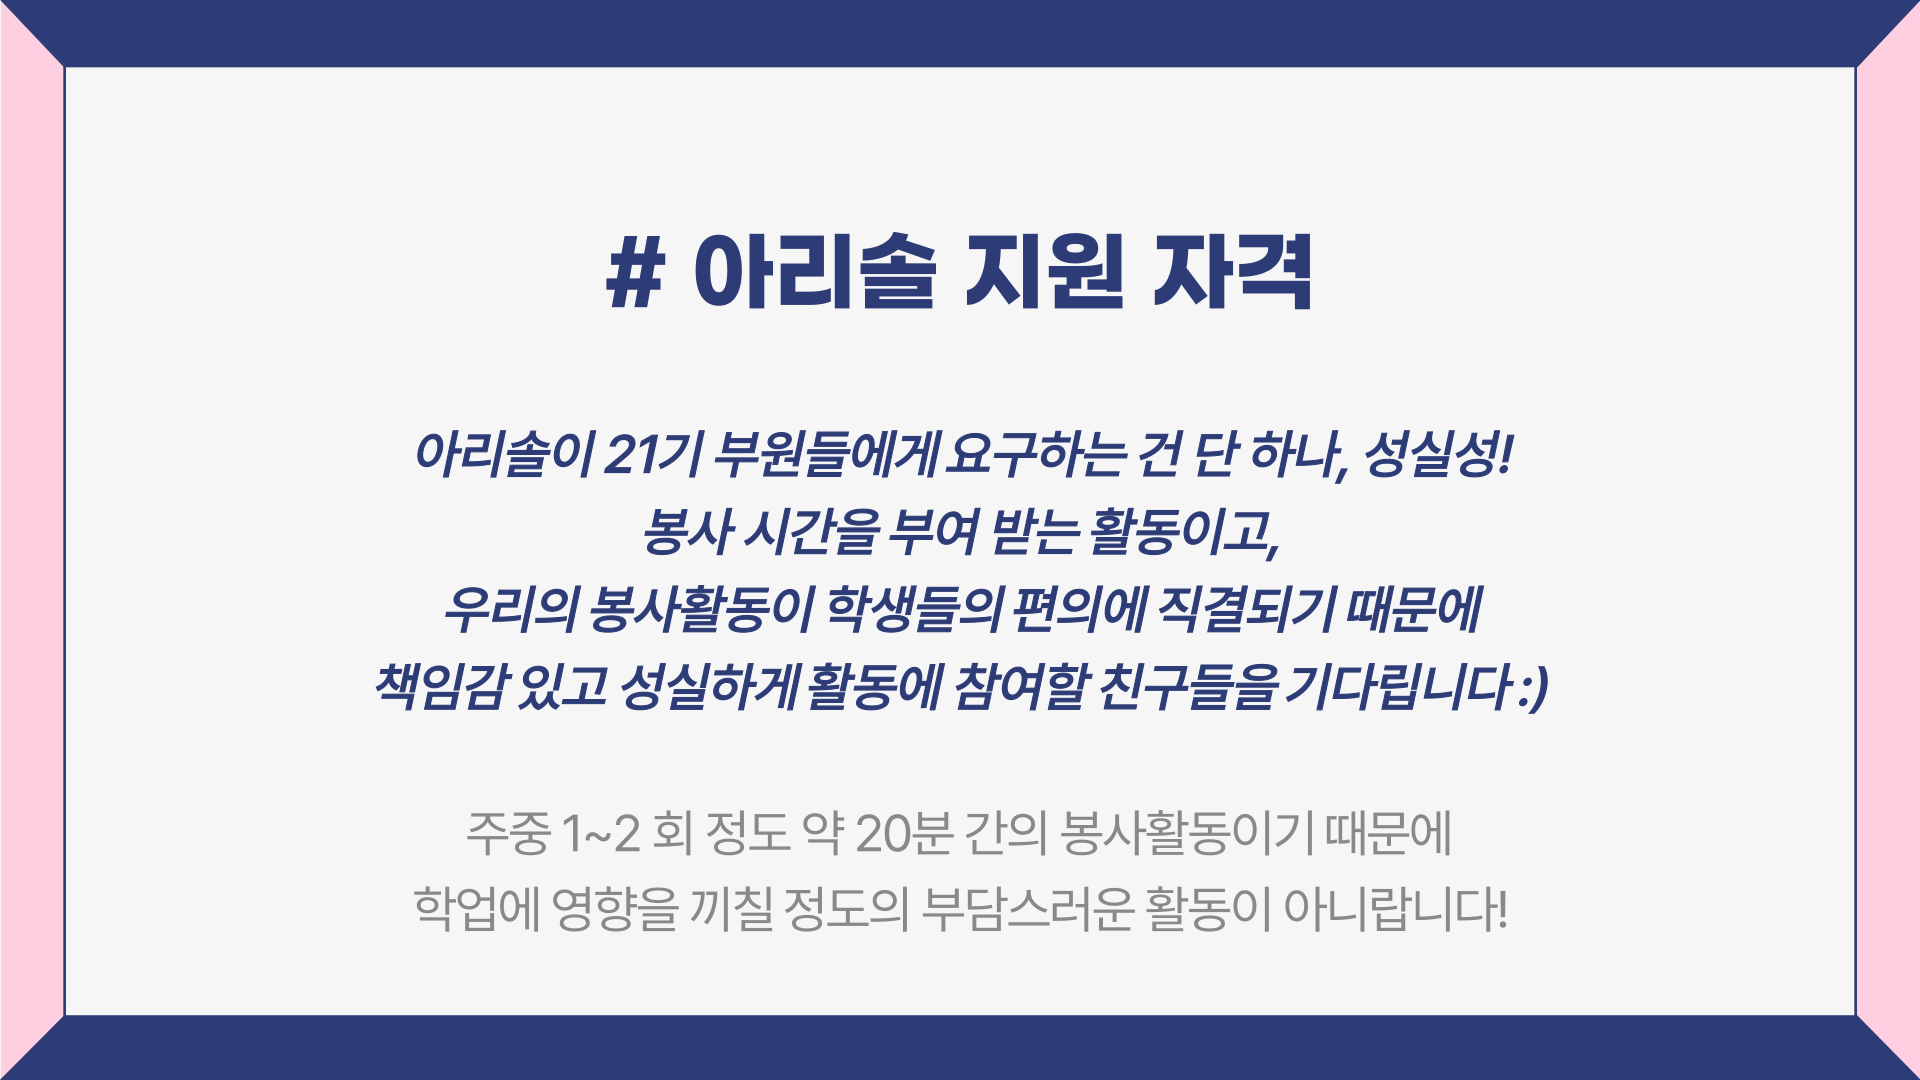 # 아리솔 지원 자격
아리솔이 21기 부원들에게 요구하는 건 단 하나, 성실성!
봉사 시간을 부여 받는 활동이고,
우리의 봉사활동이 학생들의 편의에 직결되기 때문에
책임감 있고 성실하게 활동에 참여할 친구들을 기다립니다 :)
주중 1~2 회 정도 약 20분 간의 봉사활동이기 때문에
학업에 영향을 끼칠 정도의 부담스러운 활동이 아니랍니다!